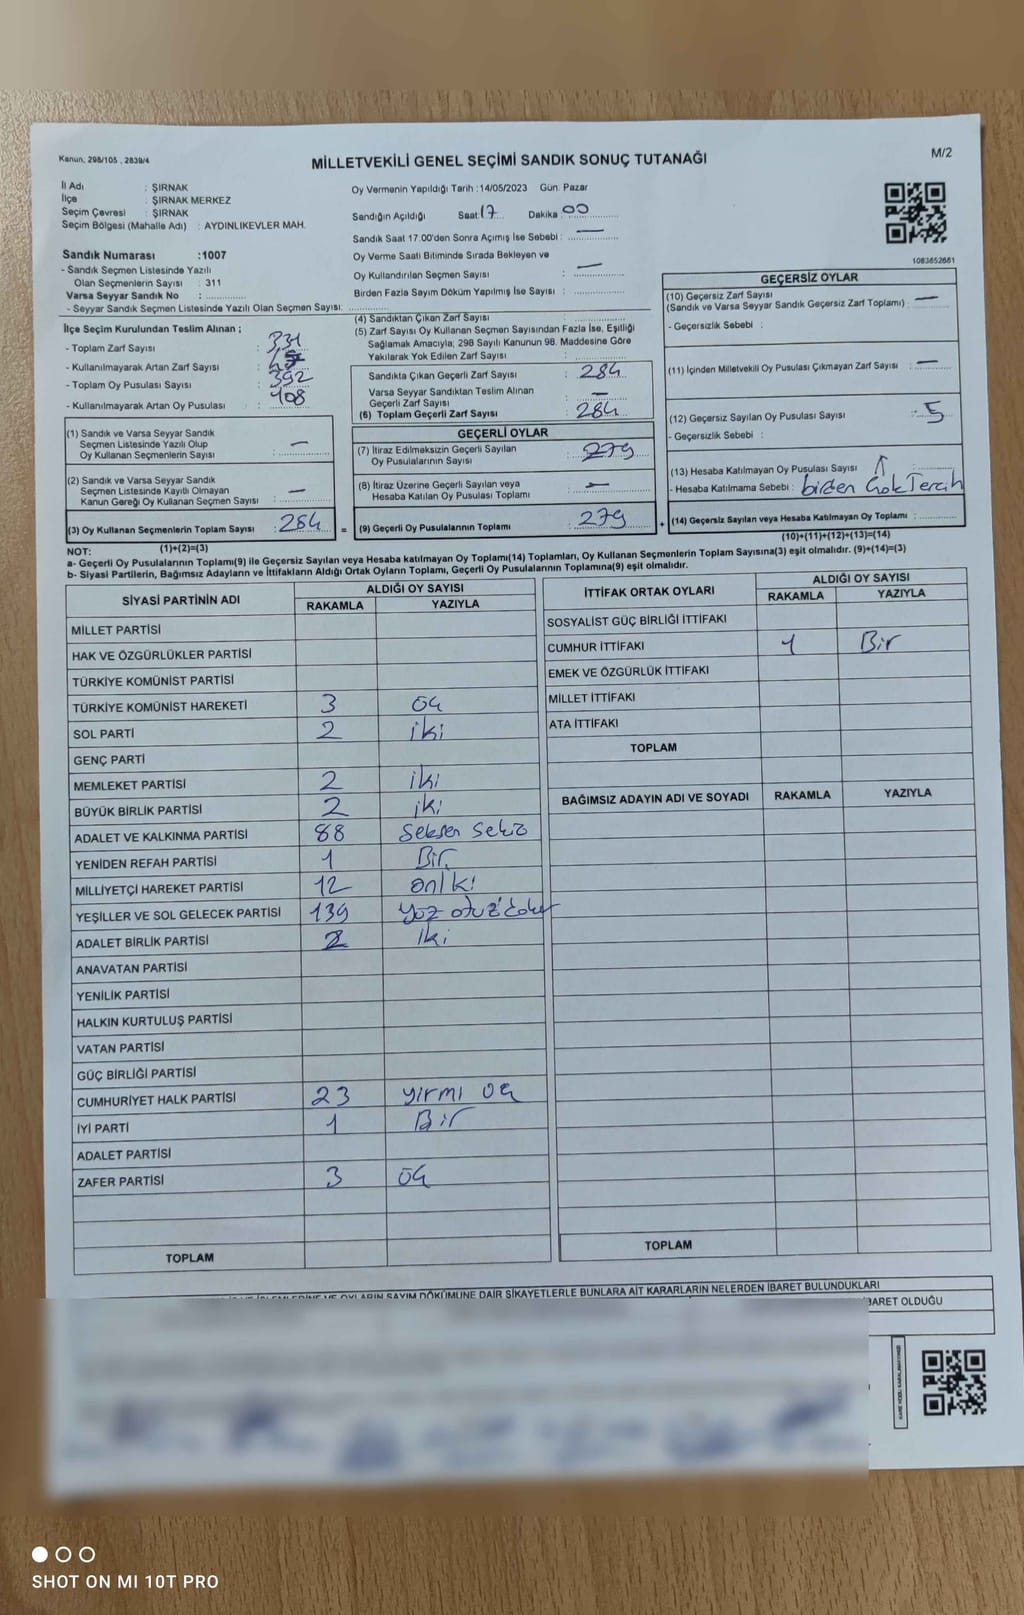 Kanun, 298/105 , 2839/4
MİLLETVEKİLİ GENEL SEÇİMİ SANDIK SONUÇ TUTANAĞI
M/2
İl Adı : ŞIRNAK
İlçe : ŞIRNAK MERKEZ
Seçim Çevresi : ŞIRNAK
Seçim Bölgesi (Mahalle Adı) : AYDINLIKEVLER MAH.
Sandık Numarası :1007
- Sandık Seçmen Listesinde Yazılı
Olan Seçmenlerin Sayısı : 311
Varsa Seyyar Sandık No :
- Seyyar Sandık Seçmen Listesinde Yazılı Olan Seçmen Sayısı:
Oy Vermenin Yapıldığı Tarih :14/05/2023 Gün: Pazar
Sandığın Açıldığı Saat 17 Dakika 00
Sandık Saat 17.00'den Sonra Açımış İse Sebebi : —
Oy Verme Saati Bitiminde Sırada Bekleyen ve
Oy Kullandırılan Seçmen Sayısı : —
Birden Fazla Sayım Döküm Yapılmış İse Sayısı :
1083652681
İlçe Seçim Kurulundan Teslim Alınan ;
- Toplam Zarf Sayısı : 331
- Kullanılmayarak Artan Zarf Sayısı :
- Toplam Oy Pusulası Sayısı : 392
- Kullanılmayarak Artan Oy Pusulası : 108
(1) Sandık ve Varsa Seyyar Sandık
Seçmen Listesinde Yazılı Olup
Oy Kullanan Seçmenlerin Sayısı : —
(2) Sandık ve Varsa Seyyar Sandık
Seçmen Listesinde Kayıtlı Olmayan
Kanun Gereği Oy Kullanan Seçmen Sayısı : —
(3) Oy Kullanan Seçmenlerin Toplam Sayısı : 284 =
(1)+(2)=(3)
(4) Sandıktan Çıkan Zarf Sayısı :
(5) Zarf Sayısı Oy Kullanan Seçmen Sayısından Fazla İse, Eşitliği
Sağlamak Amacıyla, 298 Sayılı Kanunun 98. Maddesine Göre
Yakılarak Yok Edilen Zarf Sayısı :
Sandıkta Çıkan Geçerli Zarf Sayısı : 284
Varsa Seyyar Sandıktan Teslim Alınan
Geçerli Zarf Sayısı : —
(6) Toplam Geçerli Zarf Sayısı : 284
GEÇERLİ OYLAR
(7) İtiraz Edilmeksizin Geçerli Sayılan
Oy Pusulalarının Sayısı : 279
(8) İtiraz Üzerine Geçerli Sayılan veya
Hesaba Katılan Oy Pusulası Toplamı : —
(9) Geçerli Oy Pusulalarının Toplamı : 279 +
GEÇERSİZ OYLAR
(10) Geçersiz Zarf Sayısı
(Sandık ve Varsa Seyyar Sandık Geçersiz Zarf Toplamı) : —
- Geçersizlik Sebebi :
(11) İçinden Milletvekili Oy Pusulası Çıkmayan Zarf Sayısı : —
(12) Geçersiz Sayılan Oy Pusulası Sayısı : 5
- Geçersizlik Sebebi :
(13) Hesaba Katılmayan Oy Pusulası Sayısı :
- Hesaba Katılmama Sebebi : birden Çok Tercih
(14) Geçersiz Sayılan veya Hesaba Katılmayan Oy Toplamı :
(10)+(11)+(12)+(13)=(14)
NOT:
a- Geçerli Oy Pusulalarının Toplamı(9) ile Geçersiz Sayılan veya Hesaba katılmayan Oy Toplamı(14) Toplamları, Oy Kullanan Seçmenlerin Toplam Sayısına(3) eşit olmalıdır. (9)+(14)=(3)
b- Siyasi Partilerin, Bağımsız Adayların ve İttifakların Aldığı Ortak Oyların Toplamı, Geçerli Oy Pusulalarının Toplamına(9) eşit olmalıdır.
SİYASİ PARTİNİN ADI ALDIĞI OY SAYISI
RAKAMLA YAZIYLA
MİLLET PARTİSİ
HAK VE ÖZGÜRLÜKLER PARTİSİ
TÜRKİYE KOMÜNİST PARTİSİ
TÜRKİYE KOMÜNİST HAREKETİ 3 üç
SOL PARTİ 2 iki
GENÇ PARTİ
MEMLEKET PARTİSİ 2 iki
BÜYÜK BİRLİK PARTİSİ 2 iki
ADALET VE KALKINMA PARTİSİ 88 Seksen Sekiz
YENİDEN REFAH PARTİSİ 1 Bir
MİLLİYETÇİ HAREKET PARTİSİ 12 oniki
YEŞİLLER VE SOL GELECEK PARTİSİ 139 yüz otuz dokuz
ADALET BİRLİK PARTİSİ 2 iki
ANAVATAN PARTİSİ
YENİLİK PARTİSİ
HALKIN KURTULUŞ PARTİSİ
VATAN PARTİSİ
GÜÇ BİRLİĞİ PARTİSİ
CUMHURİYET HALK PARTİSİ 23 yirmi üç
İYİ PARTİ 1 Bir
ADALET PARTİSİ
ZAFER PARTİSİ 3 üç
TOPLAM
İTTİFAK ORTAK OYLARI ALDIĞI OY SAYISI
RAKAMLA YAZIYLA
SOSYALİST GÜÇ BİRLİĞİ İTTİFAKI
CUMHUR İTTİFAKI 1 Bir
EMEK VE ÖZGÜRLÜK İTTİFAKI
MİLLET İTTİFAKI
ATA İTTİFAKI
TOPLAM
BAĞIMSIZ ADAYIN ADI VE SOYADI RAKAMLA YAZIYLA
TOPLAM
OYLARIN SAYIM DÖKÜMÜNE DAİR ŞİKAYETLERLE BUNLARA AİT KARARLARIN NELERDEN İBARET BULUNDUKLARI
İBARET OLDUĞU
SHOT ON MI 10T PRO